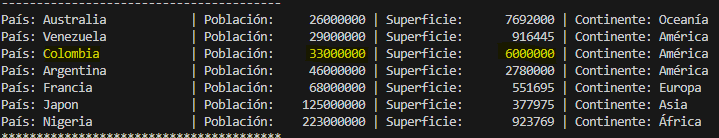 ----------------------------------------
País: Australia | Población: 26000000 | Superficie: 7692000 | Continente: Oceanía
País: Venezuela | Población: 29000000 | Superficie: 916445 | Continente: América
País: Colombia | Población: 33000000 | Superficie: 6000000 | Continente: América
País: Argentina | Población: 46000000 | Superficie: 2780000 | Continente: América
País: Francia | Población: 68000000 | Superficie: 551695 | Continente: Europa
País: Japon | Población: 125000000 | Superficie: 377975 | Continente: Asia
País: Nigeria | Población: 223000000 | Superficie: 923769 | Continente: África
****************************************